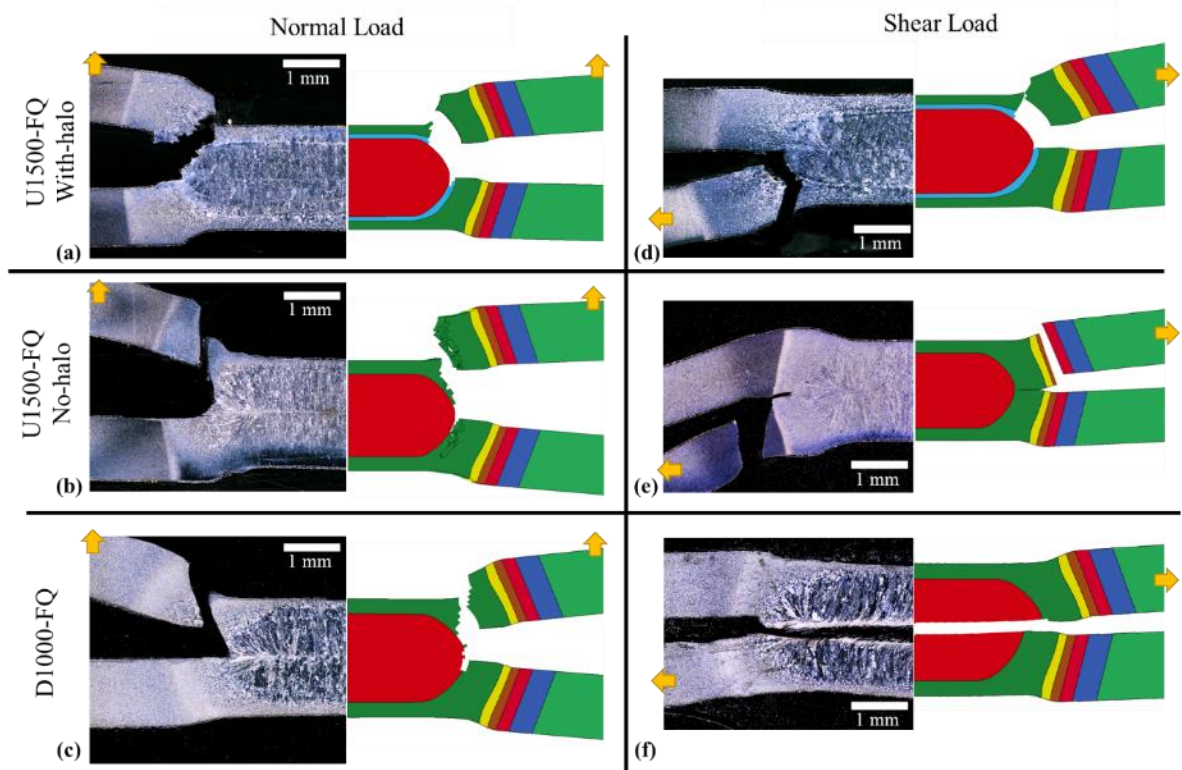 Normal Load
Shear Load
U1500-FQ
With-halo
1 mm
(a)
1 mm
(d)
U1500-FQ
No-halo
1 mm
(b)
1 mm
(e)
D1000-FQ
1 mm
(c)
1 mm
(f)